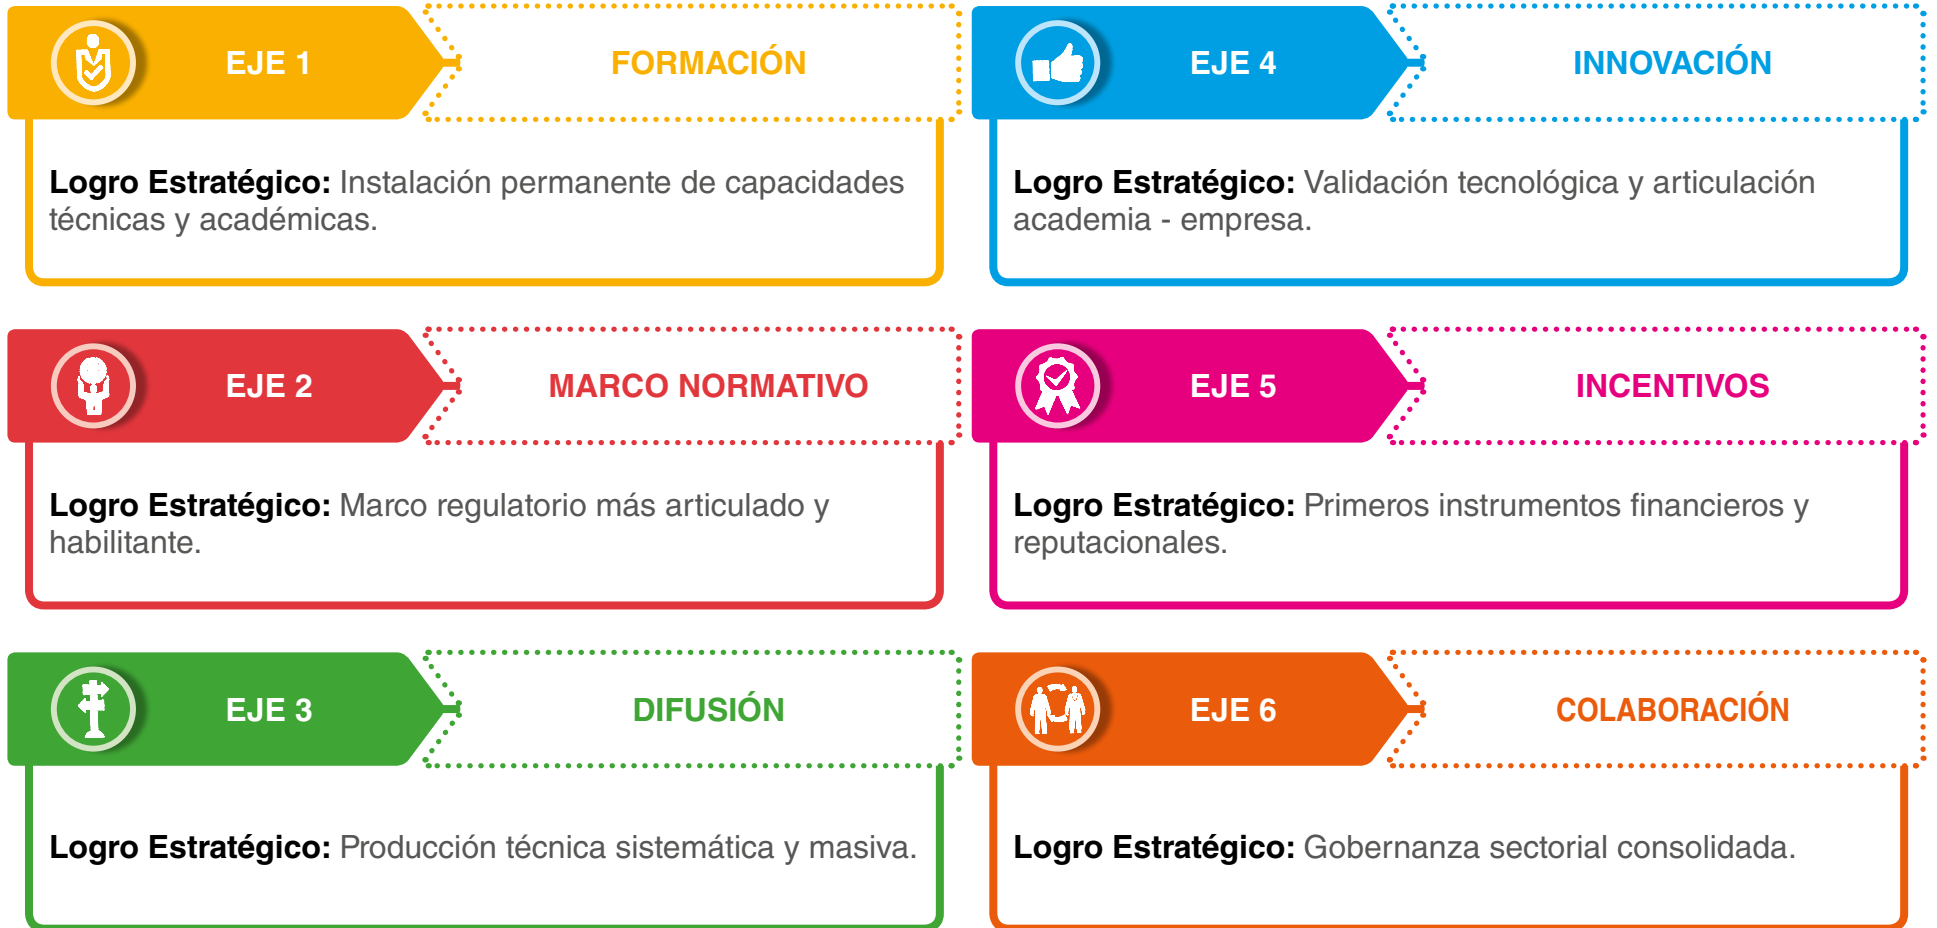 EJE 1
FORMACIÓN
Logro Estratégico: Instalación permanente de capacidades
técnicas y académicas.
EJE 2
MARCO NORMATIVO
Logro Estratégico: Marco regulatorio más articulado y
habilitante.
EJE 3
DIFUSIÓN
Logro Estratégico: Producción técnica sistemática y masiva.
EJE 4
INNOVACIÓN
Logro Estratégico: Validación tecnológica y articulación
academia - empresa.
EJE 5
INCENTIVOS
Logro Estratégico: Primeros instrumentos financieros y
reputacionales.
EJE 6
COLABORACIÓN
Logro Estratégico: Gobernanza sectorial consolidada.